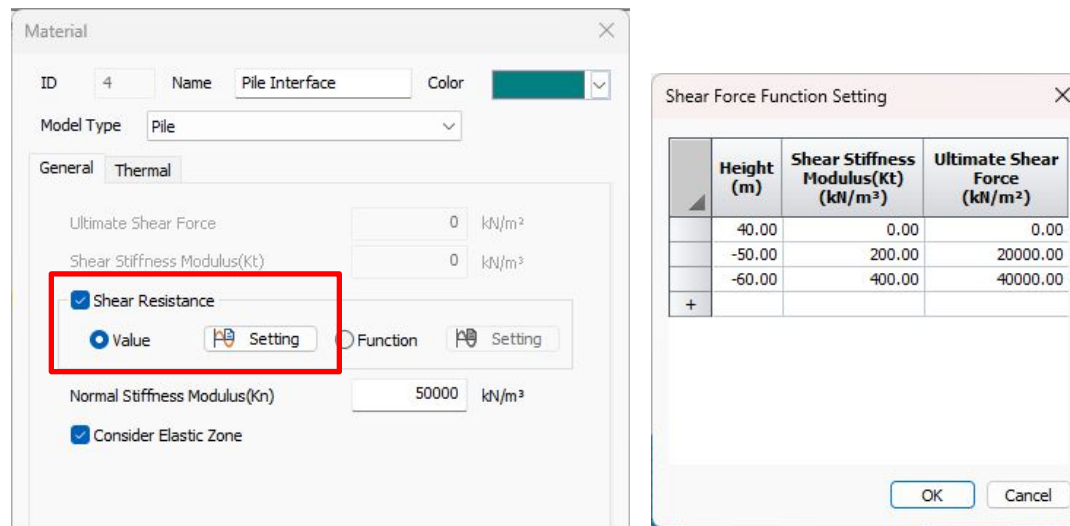 Material
ID 4 Name Pile Interface Color
Model Type Pile
General Thermal
Ultimate Shear Force 0 kN/m²
Shear Stiffness Modulus(Kt) 0 kN/m³
Shear Resistance
Value Setting Function Setting
Normal Stiffness Modulus(Kn) 50000 kN/m³
Consider Elastic Zone
Shear Force Function Setting
Height (m) Shear Stiffness Modulus(Kt) (kN/m³) Ultimate Shear Force (kN/m²)
40.00 0.00 0.00
-50.00 200.00 20000.00
-60.00 400.00 40000.00
+
OK Cancel